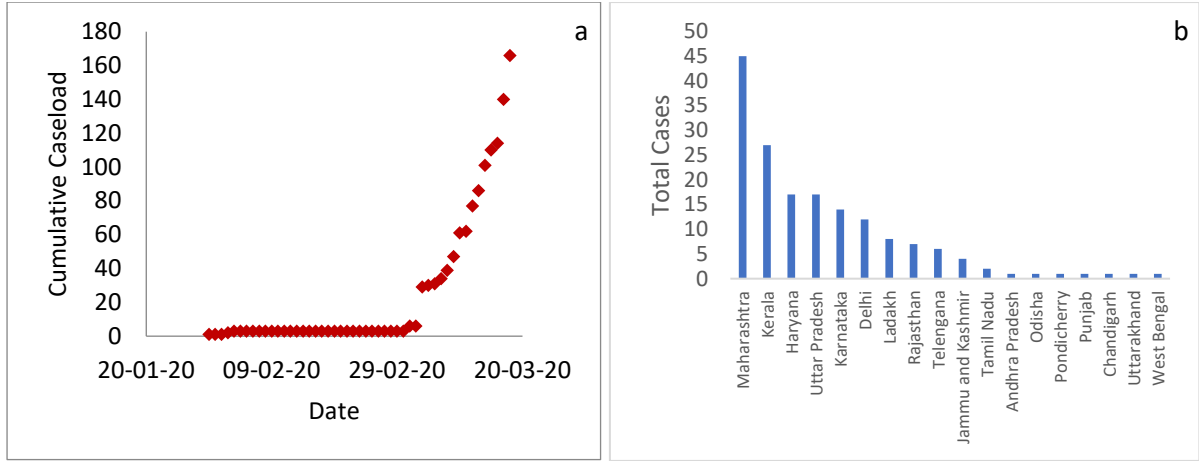 a
180
160
140
120
100
80
60
40
20
0
Cumulative Caseload
20-01-20 09-02-20 29-02-20 20-03-20
Date
b
50
45
40
35
30
25
20
15
10
5
0
Total Cases
Maharashtra
Kerala
Haryana
Uttar Pradesh
Karnataka
Delhi
Ladakh
Rajasthan
Telengana
Jammu and Kashmir
Tamil Nadu
Andhra Pradesh
Odisha
Pondicherry
Punjab
Chandigarh
Uttarakhand
West Bengal